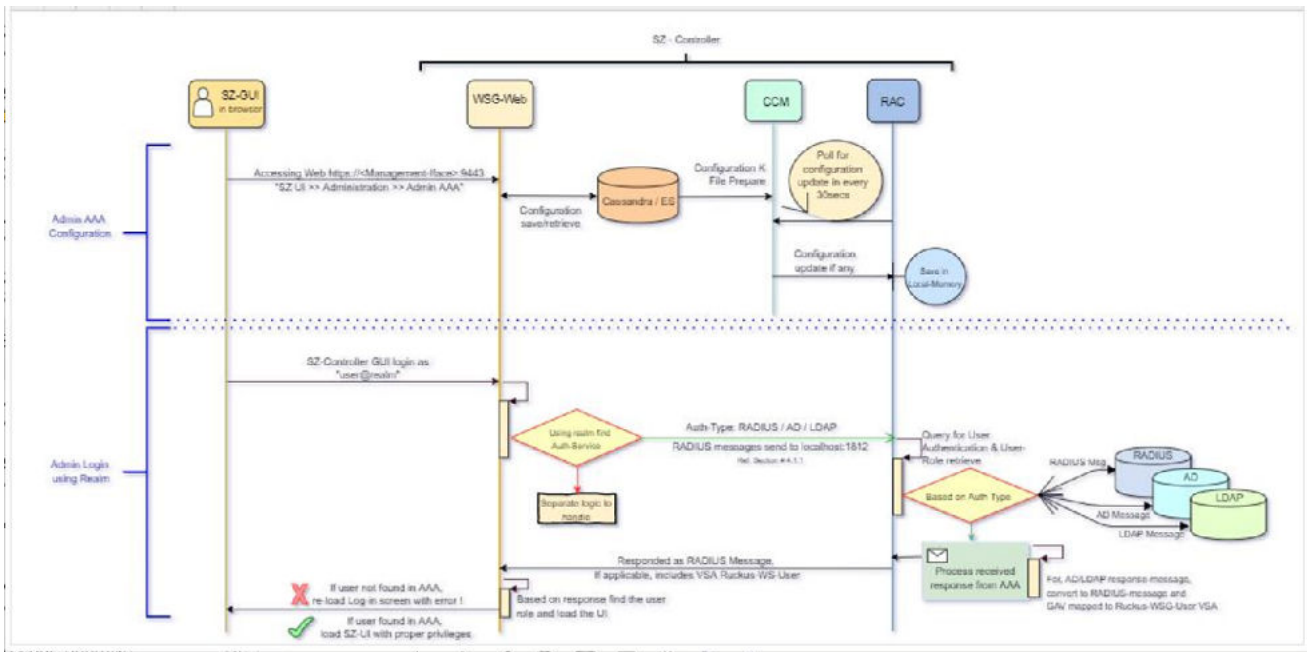 SZ - Controller
SZ-GUI
in browser
WSG-Web
CCM
RAC
Admin AAA
Configuration
Accessing Web https://<Management-Iface>:9443
"SZ UI >> Administration >> Admin AAA"
Configuration
save/retrieve
Cassandra / ES
Configuration K-
File Prepare
Poll for
configuration
update in every
30secs
Configuration,
update if any,
Save in
Local-Memory
Admin Login
using Realm
SZ-Controller GUI login as
"user@realm"
Using realm find
Auth-Service
Separate logic to
handle
Auth-Type: RADIUS / AD / LDAP
RADIUS messages send to localhost:1812
Ref. Section #4.1.1
Query for User
Authentication & User-
Role retrieve.
Based on Auth Type
RADIUS Msg
AD Message
LDAP Message
RADIUS
AD
LDAP
Process received
response from AAA
For, AD/LDAP response-message,
convert to RADIUS-message and
GAV mapped to Ruckus-WSG-User VSA
Responded as RADIUS Message,
If applicable, includes VSA Ruckus-WS-User
Based on response find the user
role and load the UI.
If user not found in AAA,
re-load Log-in screen with error !
If user found in AAA,
load SZ-UI with proper privileges